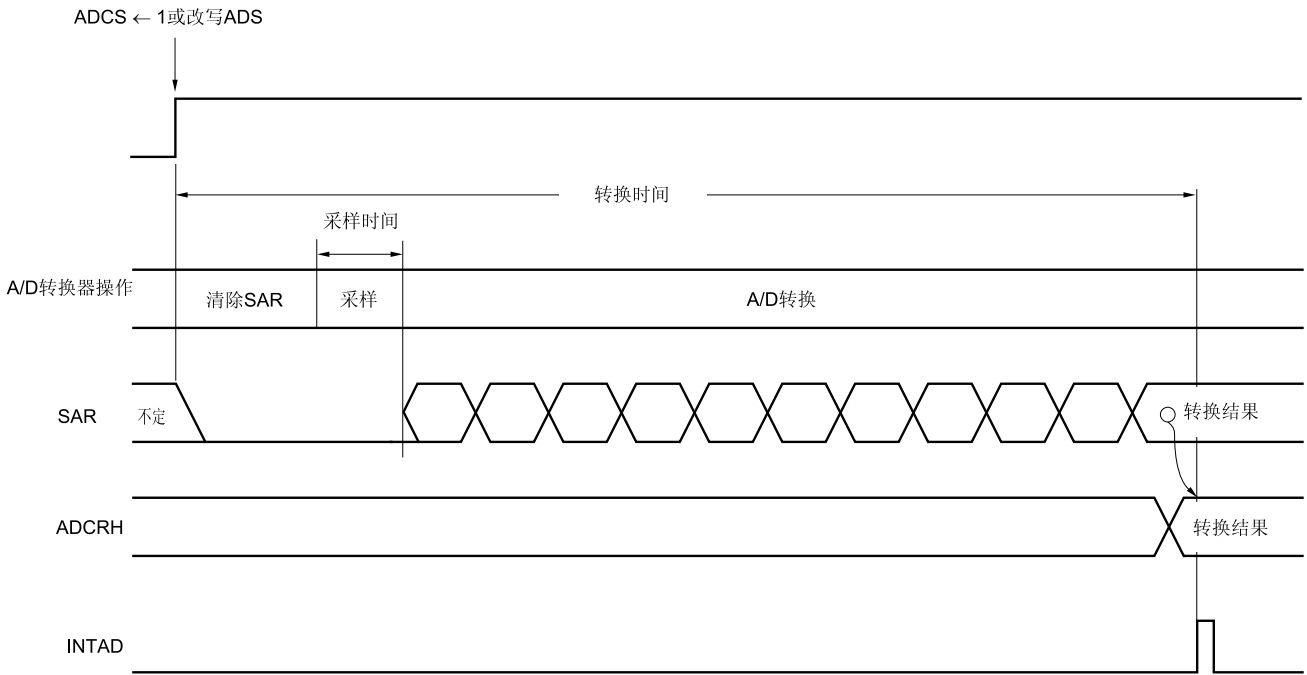 ADCS ← 1或改写ADS
转换时间
采样时间
A/D转换器操作
清除SAR
采样
A/D转换
SAR
不定
转换结果
ADCRH
转换结果
INTAD